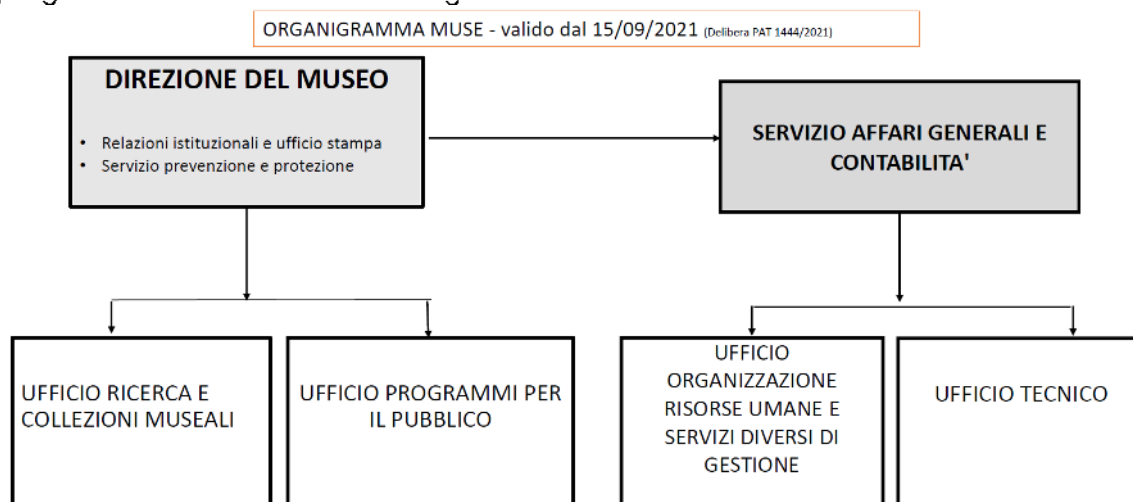 ORGANIGRAMMA MUSE - valido dal 15/09/2021 (Delibera PAT 1444/2021)
DIREZIONE DEL MUSEO
• Relazioni istituzionali e ufficio stampa
• Servizio prevenzione e protezione
SERVIZIO AFFARI GENERALI E
CONTABILITA'
UFFICIO RICERCA E
COLLEZIONI MUSEALI
UFFICIO PROGRAMMI PER
IL PUBBLICO
UFFICIO
ORGANIZZAZIONE
RISORSE UMANE E
SERVIZI DIVERSI DI
GESTIONE
UFFICIO TECNICO